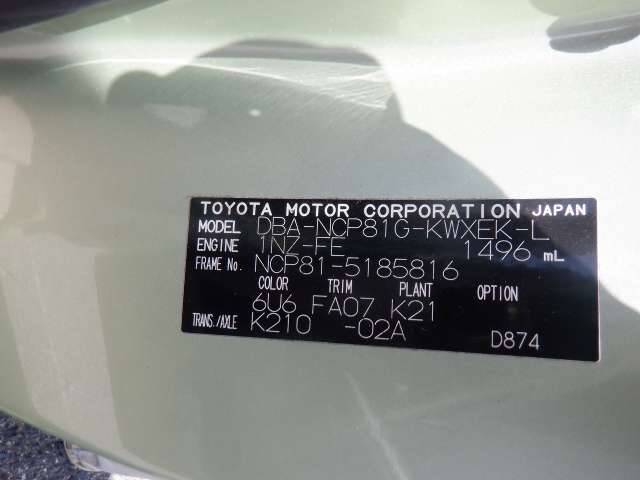 TOYOTA MOTOR CORPORATION JAPAN
MODEL DBA-NCP81G-KWXEK-L
ENGINE 1NZ-FE 1496 mL
FRAME No. NCP81-5185816
COLOR TRIM PLANT OPTION
6U6 FA07 K21
TRANS./AXLE K210 -02A D874